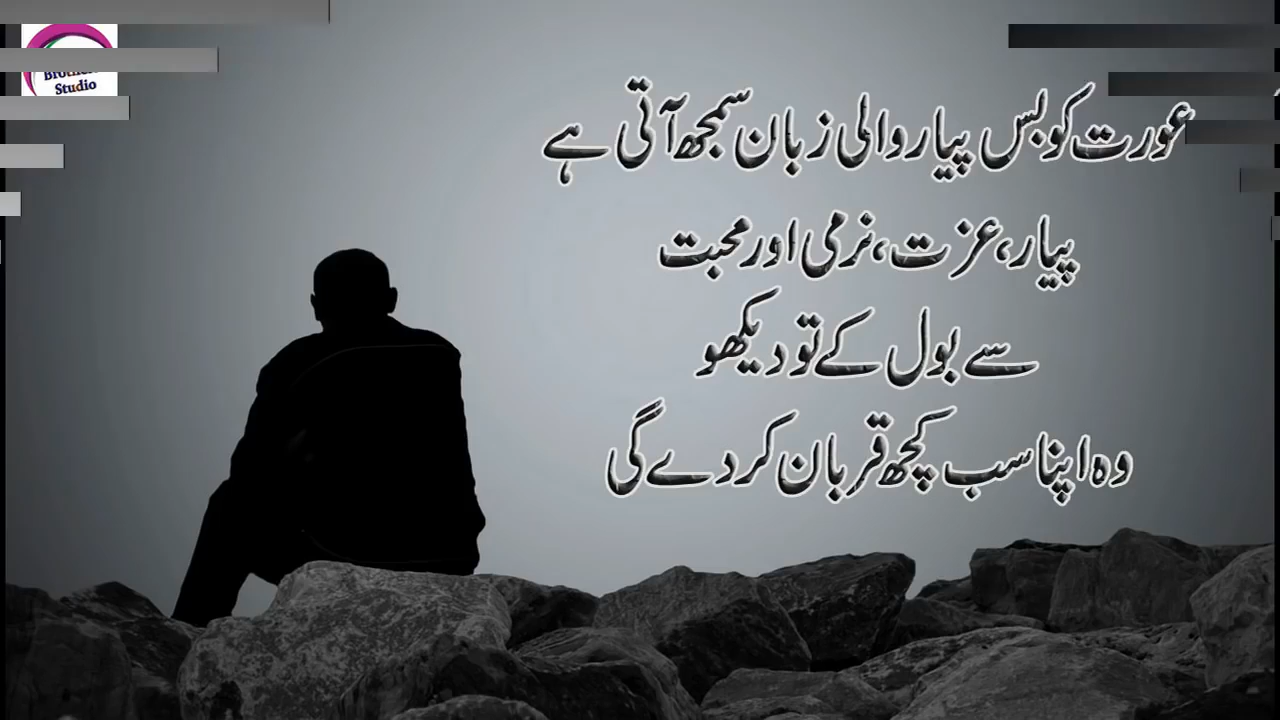 Studio
عورت کو بس پیار والی زبان سمجھ آتی ہے
پیار، عزت، نرمی اور محبت
سے بول کے تو دیکھو
وہ اپنا سب کچھ قربان کر دے گی